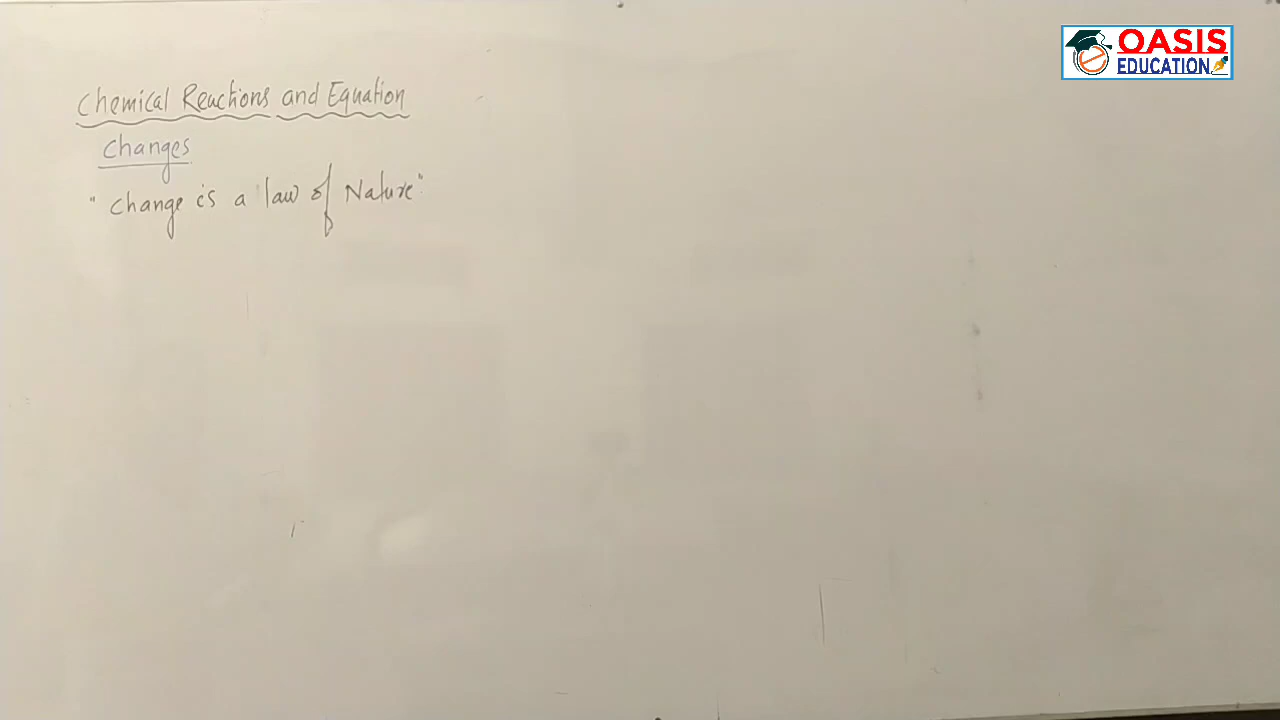 OASIS
EDUCATION
Chemical Reactions and Equation
Changes
"Change is a law of Nature"